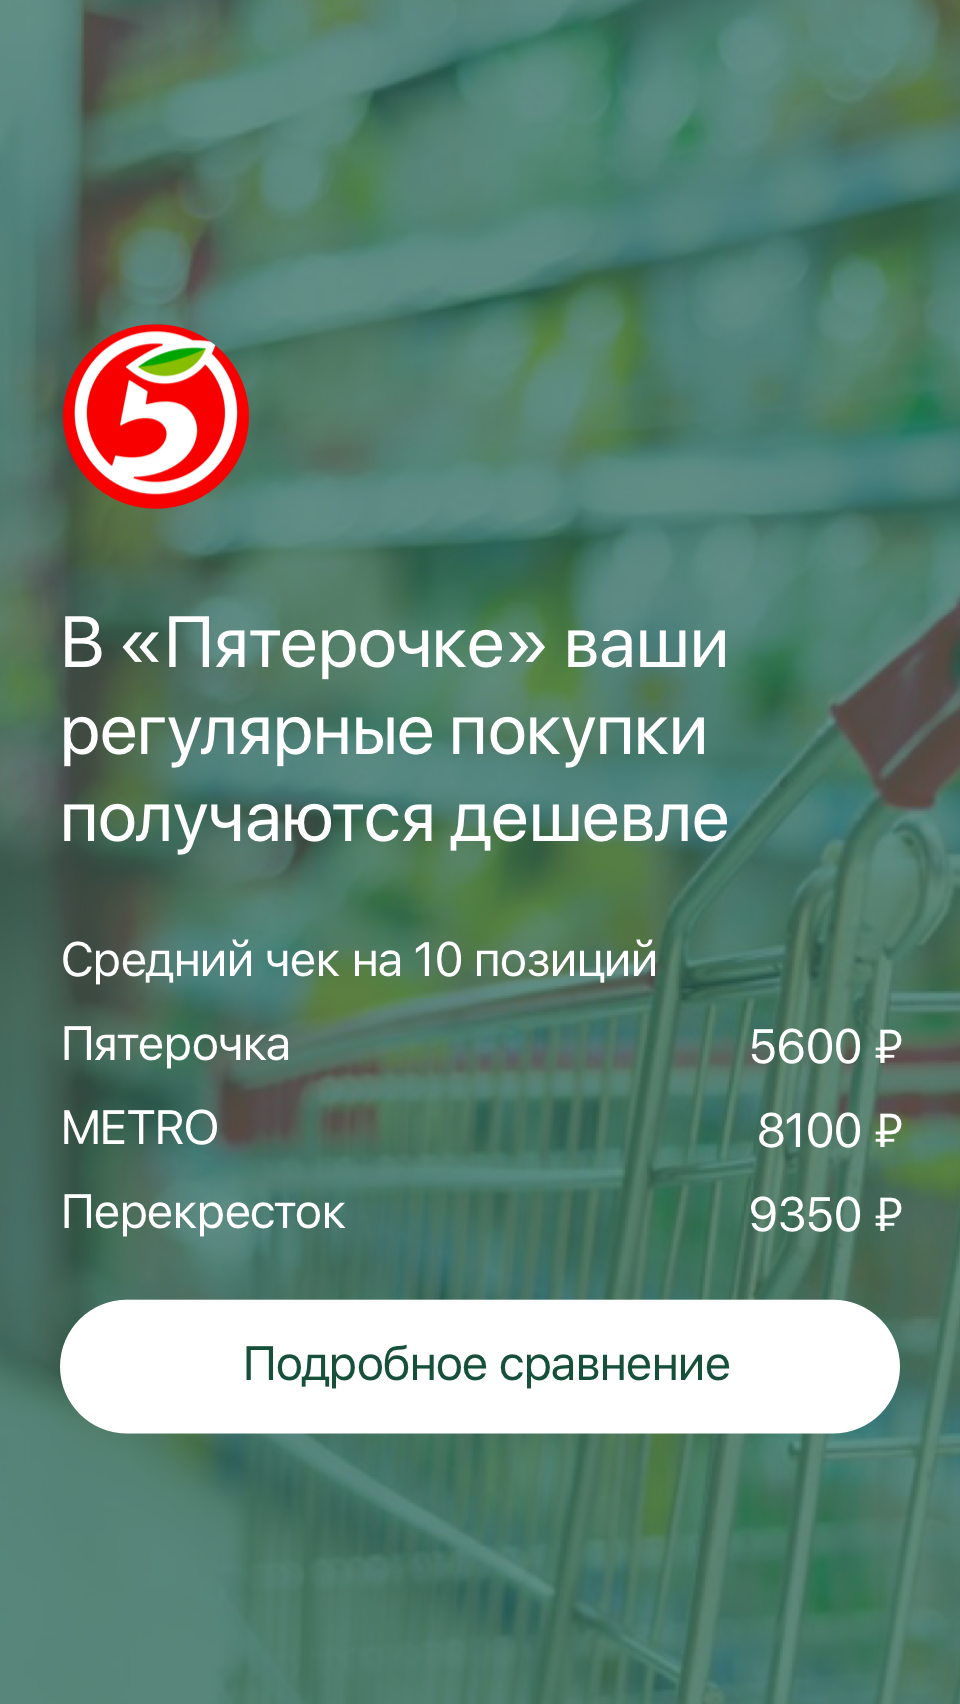 5
В «Пятерочке» ваши
регулярные покупки
получаются дешевле
Средний чек на 10 позиций
Пятерочка 5600 ₽
METRO 8100 ₽
Перекресток 9350 ₽
Подробное сравнение